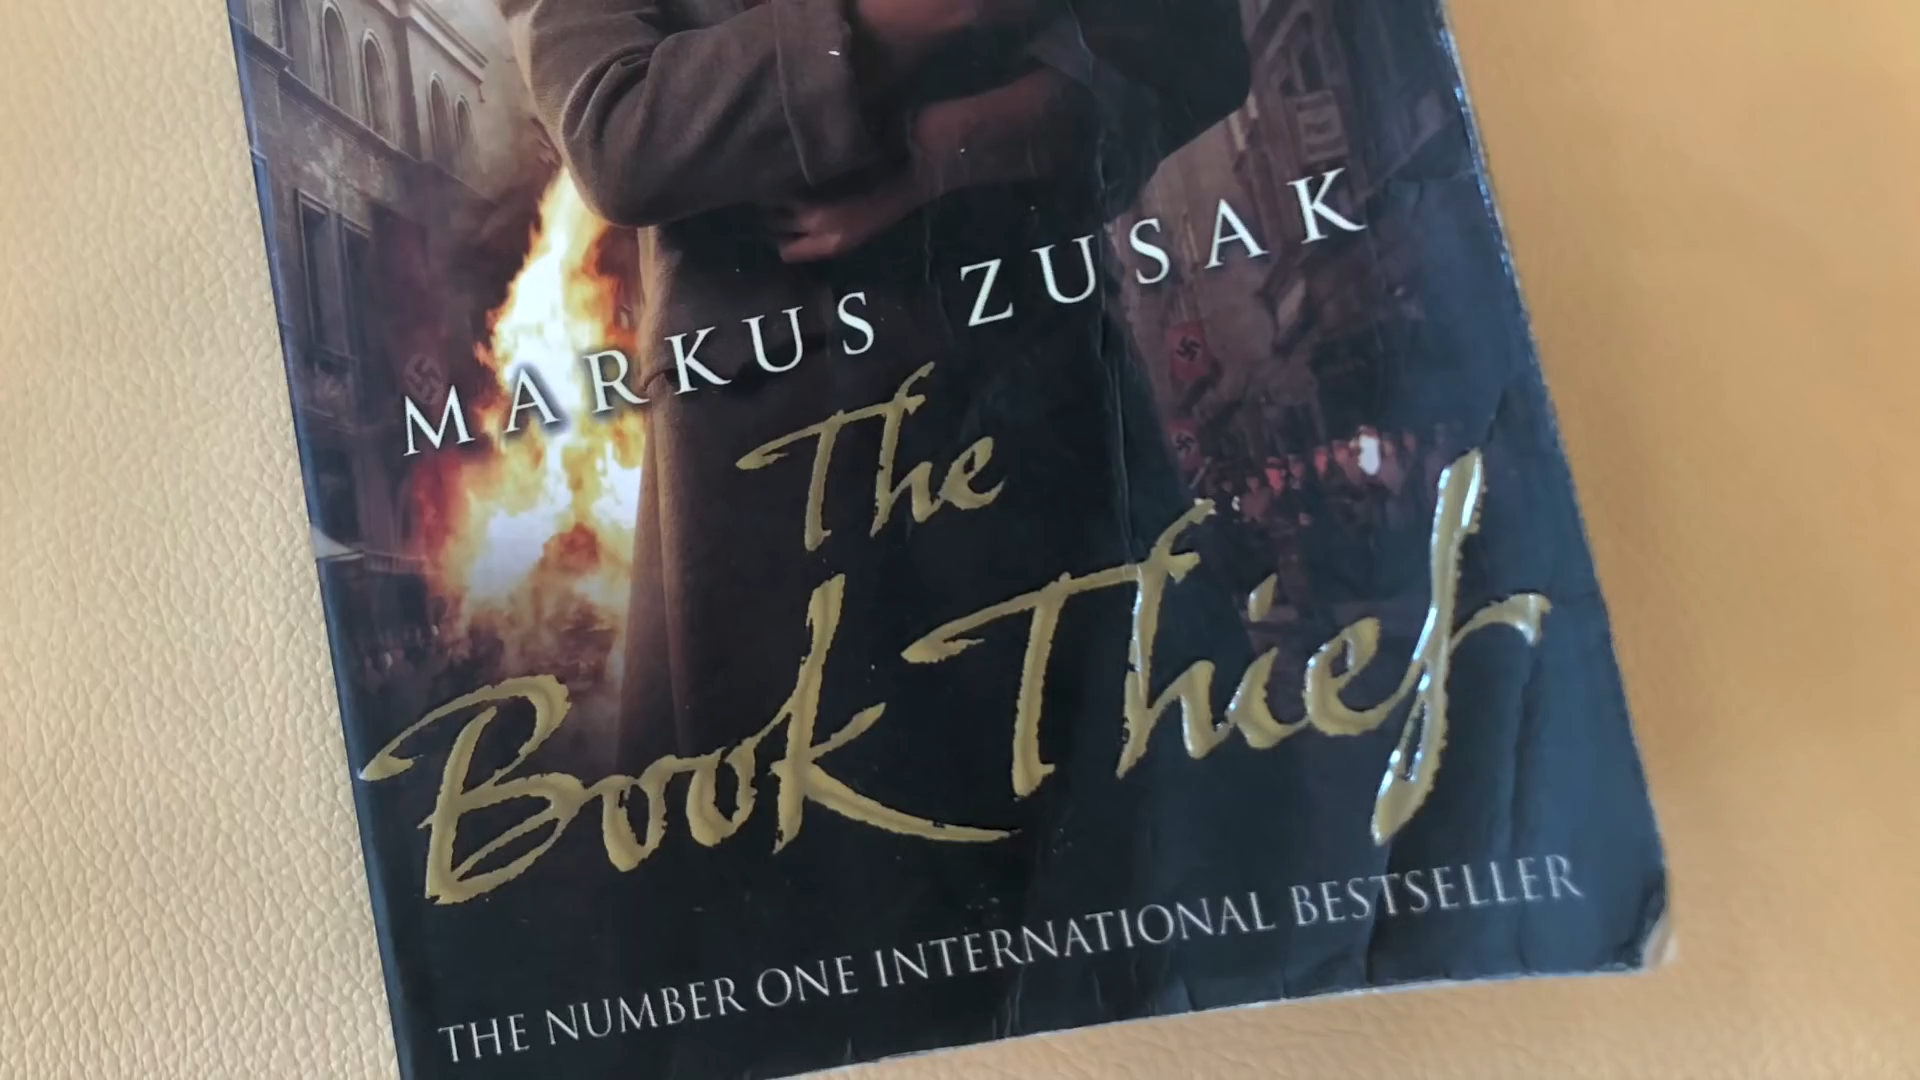 MARKUS ZUSAK
The
Book Thief
THE NUMBER ONE INTERNATIONAL BESTSELLER